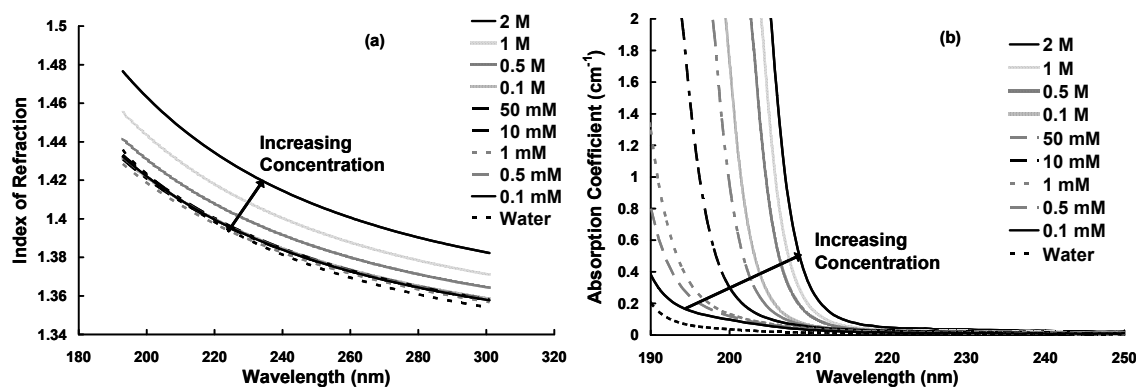 (a)
Index of Refraction
1.5
1.48
1.46
1.44
1.42
1.4
1.38
1.36
1.34
180 200 220 240 260 280 300 320
Wavelength (nm)
Increasing
Concentration
2 M
1 M
0.5 M
0.1 M
50 mM
10 mM
1 mM
0.5 mM
0.1 mM
Water
(b)
Absorption Coefficient (cm-1)
2
1.8
1.6
1.4
1.2
1
0.8
0.6
0.4
0.2
0
190 200 210 220 230 240 250
Wavelength (nm)
Increasing
Concentration
2 M
1 M
0.5 M
0.1 M
50 mM
10 mM
1 mM
0.5 mM
0.1 mM
Water